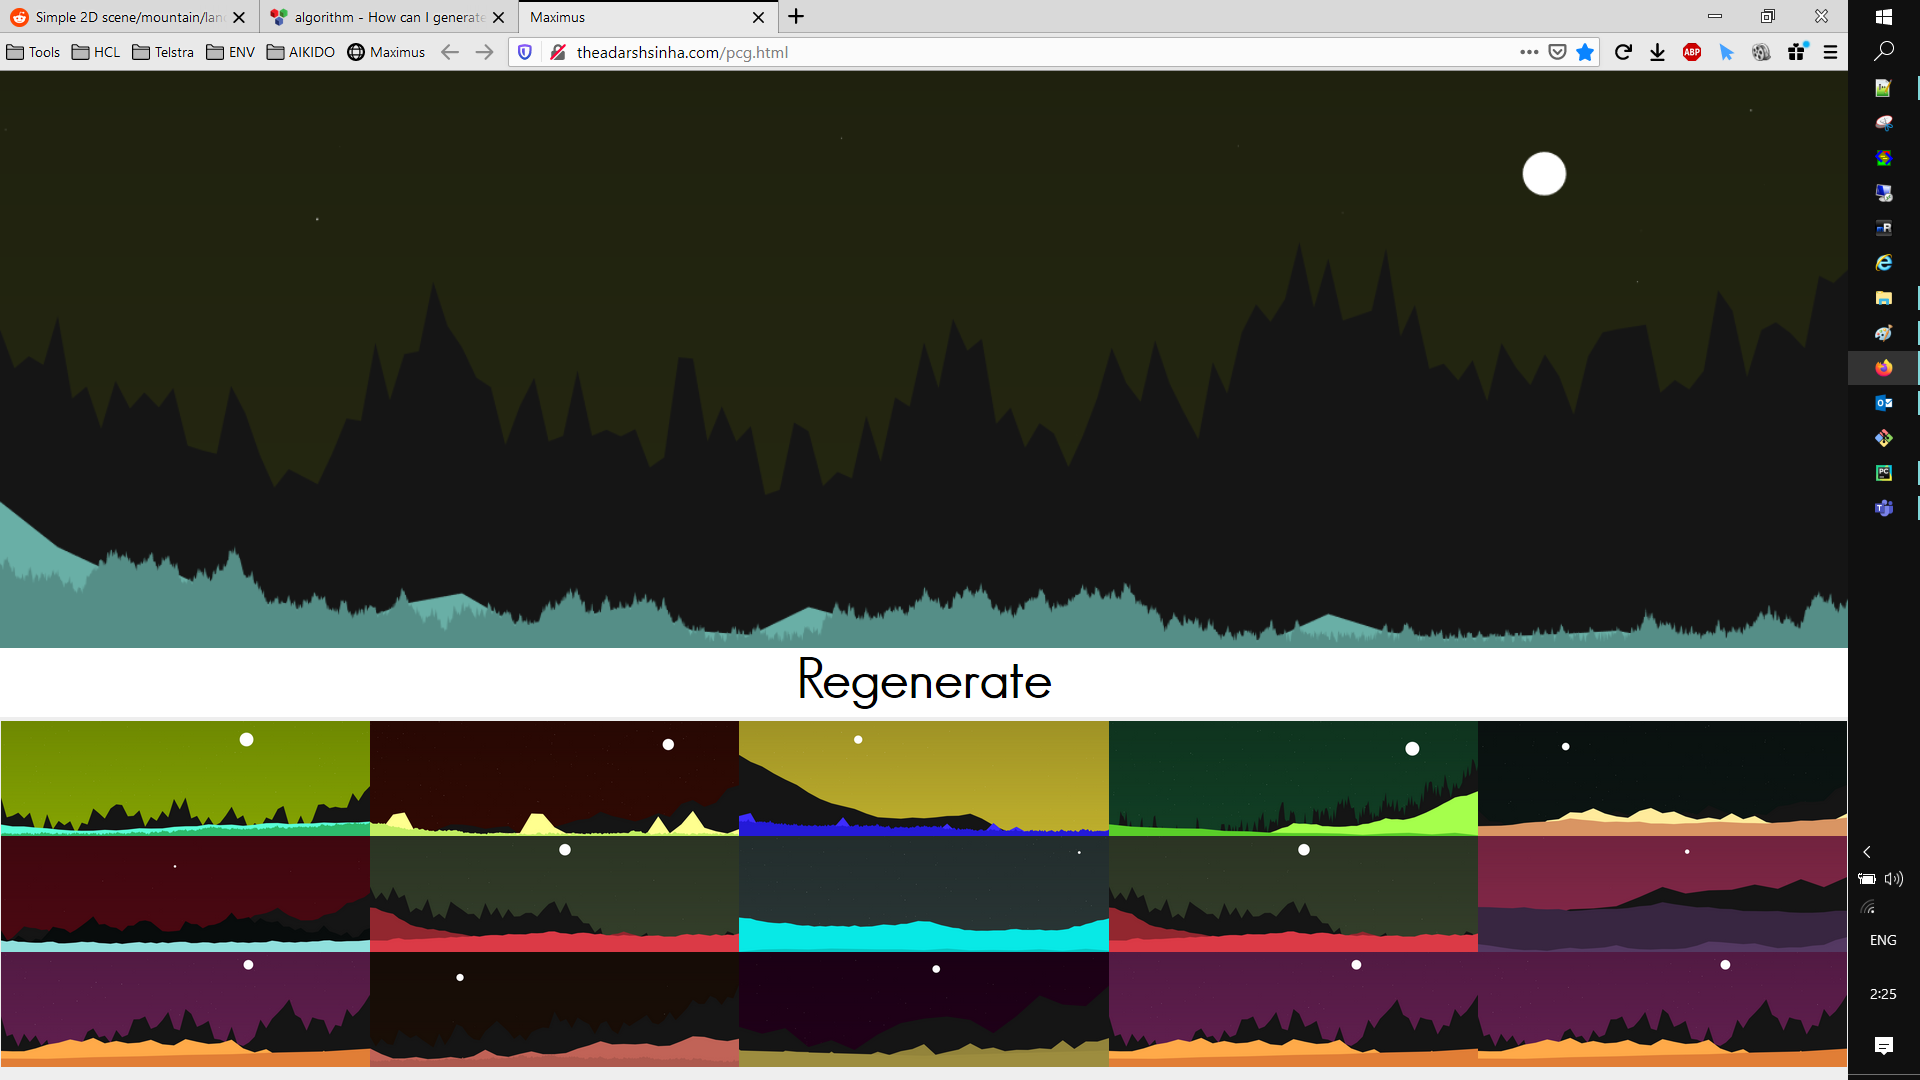 Simple 2D scene/mountain/lan
algorithm - How can I generate
Maximus
Tools
HCL
Telstra
ENV
AIKIDO
Maximus
theadarshsinha.com/pcg.html
ABP
Regenerate
ENG
2:25